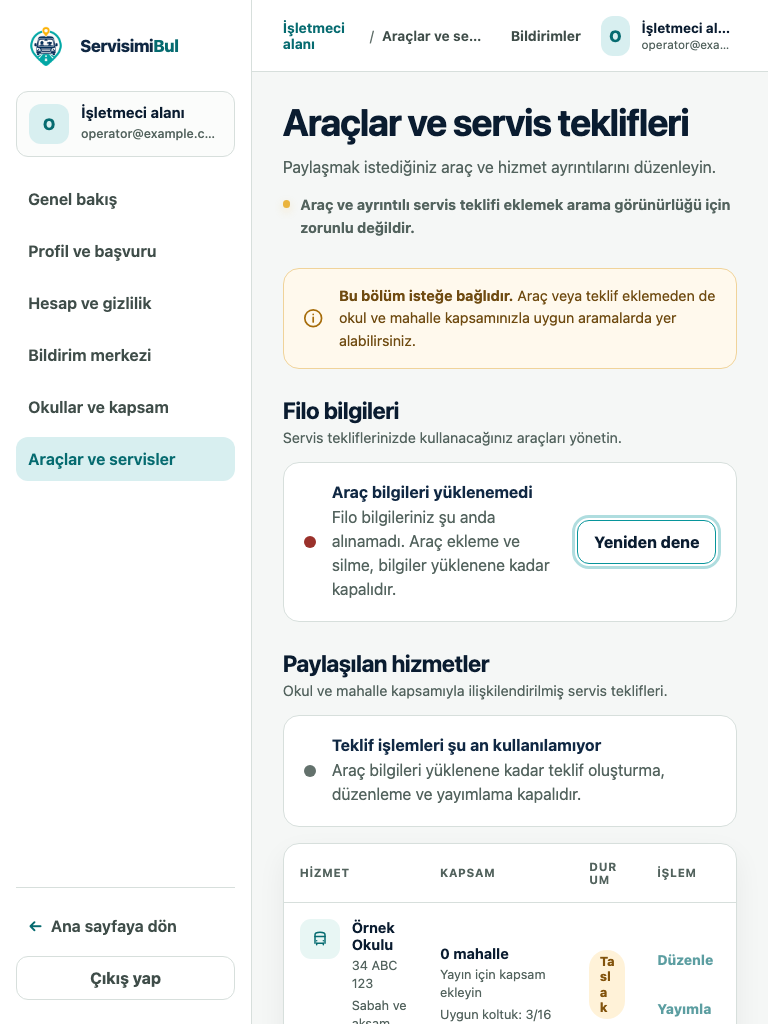 ServisimiBul
O
İşletmeci alanı
operator@example.c...
Genel bakış
Profil ve başvuru
Hesap ve gizlilik
Bildirim merkezi
Okullar ve kapsam
Araçlar ve servisler
← Ana sayfaya dön
Çıkış yap
İşletmeci
alanı
/ Araçlar ve se...
Bildirimler
O
İşletmeci al...
operator@exa...
Araçlar ve servis teklifleri
Paylaşmak istediğiniz araç ve hizmet ayrıntılarını düzenleyin.
Araç ve ayrıntılı servis teklifi eklemek arama görünürlüğü için
zorunlu değildir.
Bu bölüm isteğe bağlıdır. Araç veya teklif eklemeden de
okul ve mahalle kapsamınızla uygun aramalarda yer
alabilirsiniz.
Filo bilgileri
Servis tekliflerinizde kullanacağınız araçları yönetin.
Araç bilgileri yüklenemedi
Filo bilgileriniz şu anda
alınamadı. Araç ekleme ve
silme, bilgiler yüklenene kadar
kapalıdır.
Yeniden dene
Paylaşılan hizmetler
Okul ve mahalle kapsamıyla ilişkilendirilmiş servis teklifleri.
Teklif işlemleri şu an kullanılamıyor
Araç bilgileri yüklenene kadar teklif oluşturma,
düzenleme ve yayımlama kapalıdır.
HİZMET
KAPSAM
DUR
UM
İŞLEM
Örnek
Okulu
34 ABC
123
Sabah ve
akşam
0 mahalle
Yayın için kapsam
ekleyin
Uygun koltuk: 3/16
Ta
sl
a
k
Düzenle
Yayımla